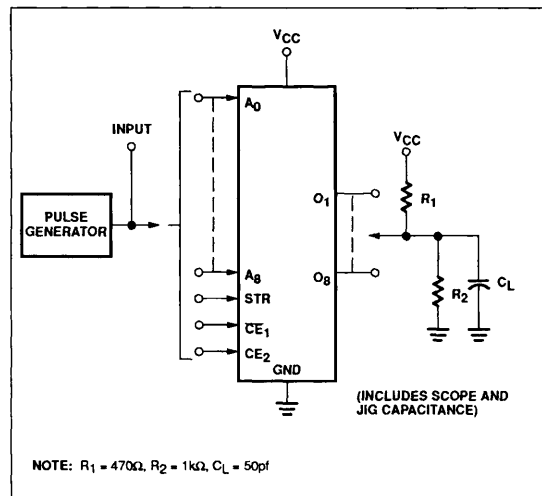 VCC
INPUT
A0
VCC
PULSE
GENERATOR
O1
R1
A8
O8
STR
R2
CL
CE1
CE2
GND
(INCLUDES SCOPE AND
JIG CAPACITANCE)
NOTE: R1 = 470Ω, R2 = 1kΩ, CL = 50pf